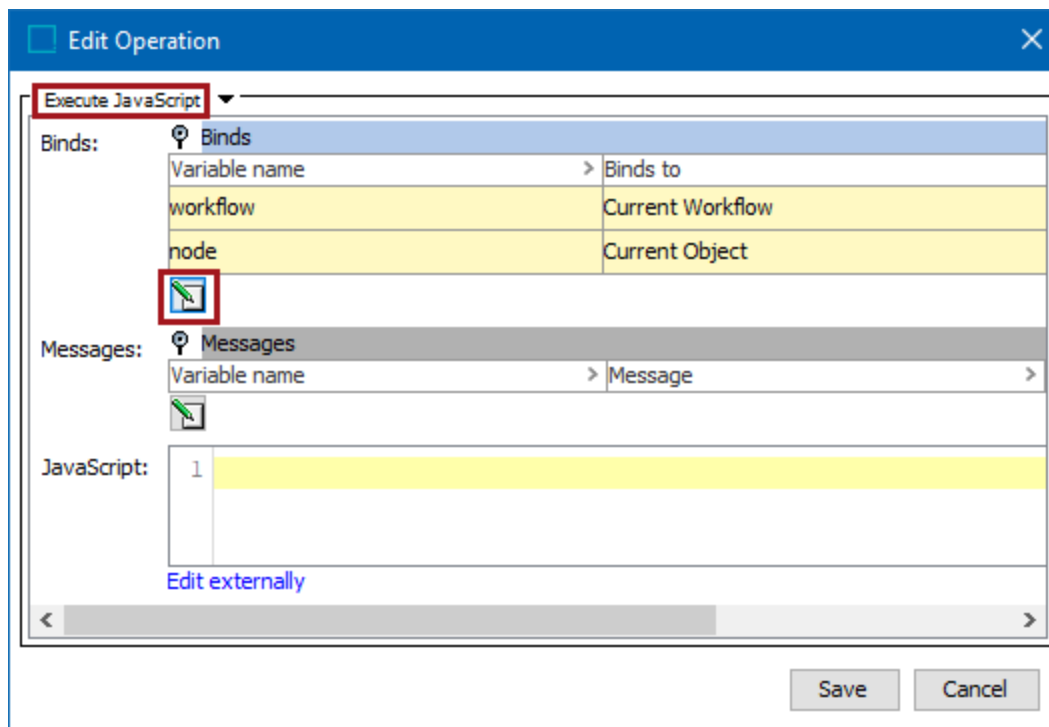 Edit Operation
Execute JavaScript
Binds:
Binds
Variable name > Binds to
workflow Current Workflow
node Current Object
Messages:
Messages
Variable name > Message >
JavaScript:
1
Edit externally
Save Cancel